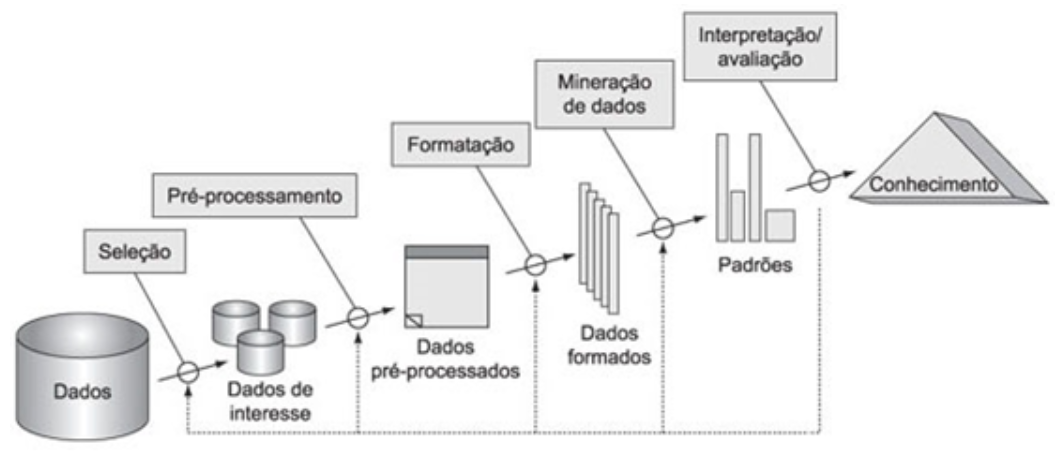 Interpretação/
avaliação
Mineração
de dados
Formatação
Pré-processamento
Seleção
Conhecimento
Padrões
Dados
formados
Dados
pré-processados
Dados de
interesse
Dados